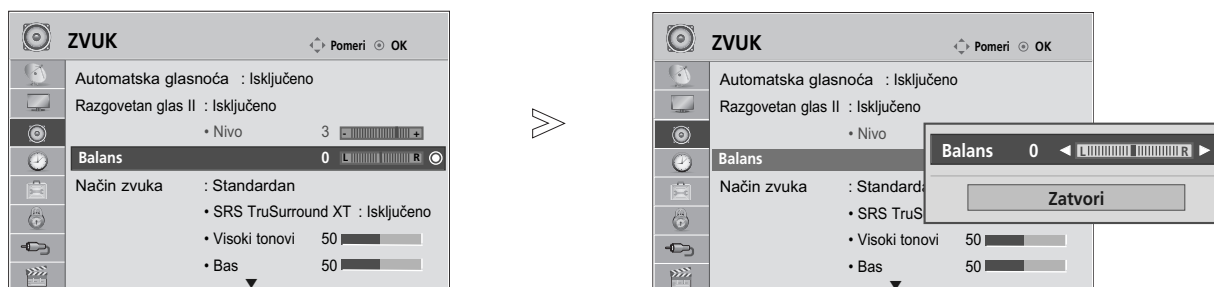 ZVUK
Pomeri OK
Automatska glasnoća : Isključeno
Razgovetan glas II : Isključeno
• Nivo 3 - +
Balans 0 L R
Način zvuka : Standardan
• SRS TruSurround XT : Isključeno
• Visoki tonovi 50
• Bas 50
ZVUK
Pomeri OK
Automatska glasnoća : Isključeno
Razgovetan glas II : Isključeno
• Nivo
Balans
Balans 0 L R
Zatvori
Način zvuka : Standarda
• SRS TruS
• Visoki tonovi 50
• Bas 50